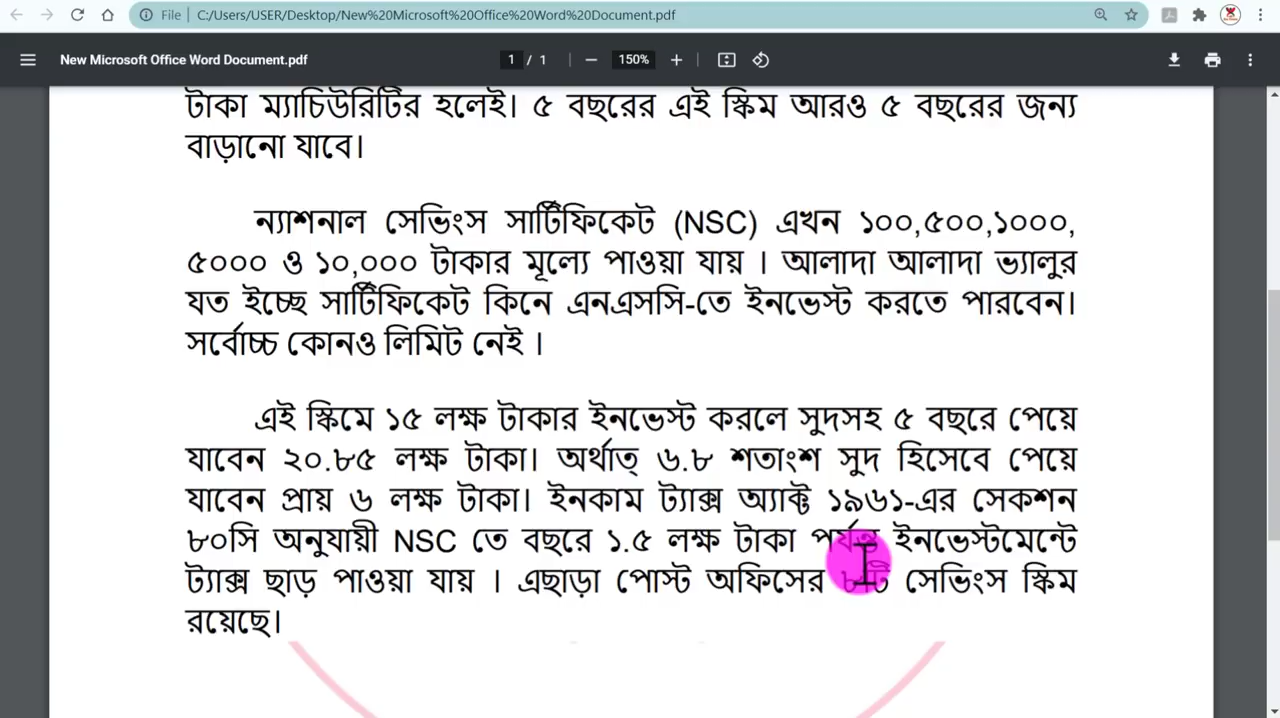 File C:/Users/USER/Desktop/New%20Microsoft%20Office%20Word%20Document.pdf
New Microsoft Office Word Document.pdf 1 / 1 150%
টাকা ম্যাচিউরিটির হলেই। ৫ বছরের এই স্কিম আরও ৫ বছরের জন্য
বাড়ানো যাবে।
ন্যাশনাল সেভিংস সার্টিফিকেট (NSC) এখন ১০০,৫০০,১০০০,
৫০০০ ও ১০,০০০ টাকার মূল্যে পাওয়া যায় । আলাদা আলাদা ভ্যালুর
যত ইচ্ছে সার্টিফিকেট কিনে এনএসসি-তে ইনভেস্ট করতে পারবেন।
সর্বোচ্চ কোনও লিমিট নেই ।
এই স্কিমে ১৫ লক্ষ টাকার ইনভেস্ট করলে সুদসহ ৫ বছরে পেয়ে
যাবেন ২০.৮৫ লক্ষ টাকা। অর্থাত্ ৬.৮ শতাংশ সুদ হিসেবে পেয়ে
যাবেন প্রায় ৬ লক্ষ টাকা। ইনকাম ট্যাক্স অ্যাক্ট ১৯৬১-এর সেকশন
৮০সি অনুযায়ী NSC তে বছরে ১.৫ লক্ষ টাকা পর্যন্ত ইনভেস্টমেন্টে
ট্যাক্স ছাড় পাওয়া যায় । এছাড়া পোস্ট অফিসের ৮টি সেভিংস স্কিম
রয়েছে।